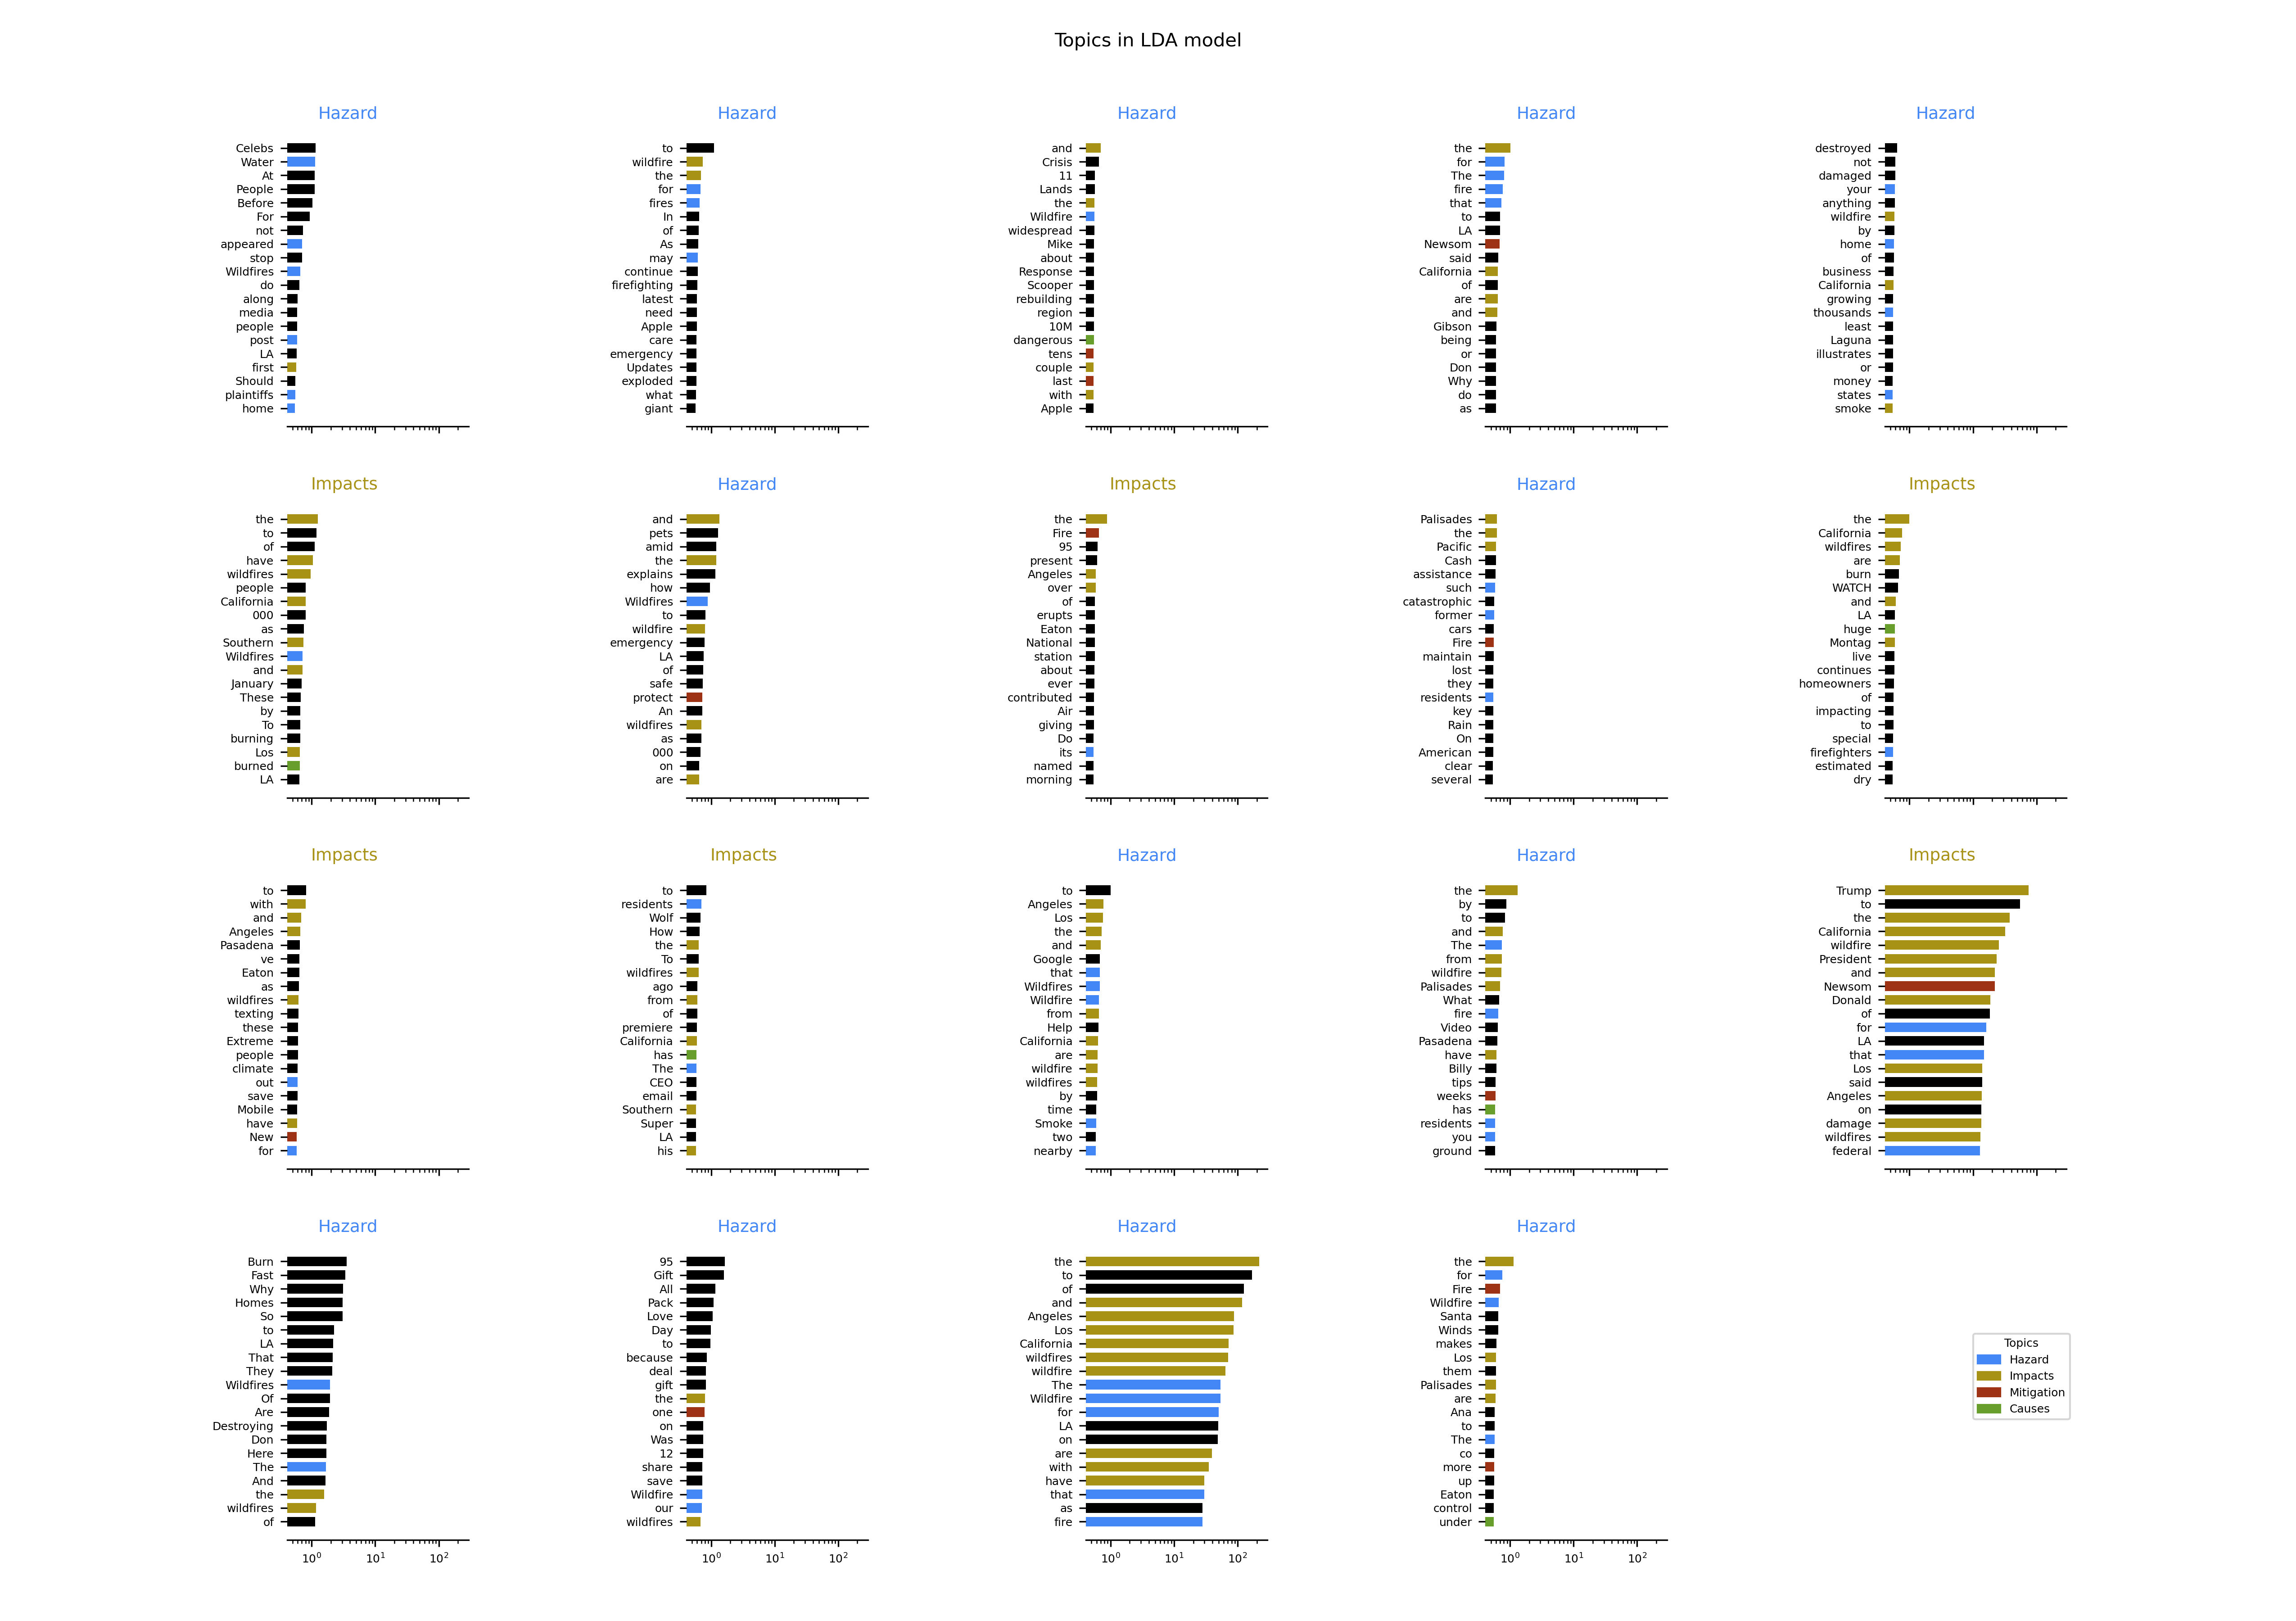 Topics in LDA model
Hazard
Celebs
Water
At
People
Before
For
not
appeared
stop
Wildfires
do
along
media
people
post
LA
first
Should
plaintiffs
home
Hazard
to
wildfire
the
for
fires
In
of
As
may
continue
firefighting
latest
need
Apple
care
emergency
Updates
exploded
what
giant
Hazard
and
Crisis
11
Lands
the
Wildfire
widespread
Mike
about
Response
Scooper
rebuilding
region
10M
dangerous
tens
couple
last
with
Apple
Hazard
the
for
The
fire
that
to
LA
Newsom
said
California
of
are
and
Gibson
being
or
Don
Why
do
as
Hazard
destroyed
not
damaged
your
anything
wildfire
by
home
of
business
California
growing
thousands
least
Laguna
illustrates
or
money
states
smoke
Impacts
the
to
of
have
wildfires
people
California
000
as
Southern
Wildfires
and
January
These
by
To
burning
Los
burned
LA
Hazard
and
pets
amid
the
explains
how
Wildfires
to
wildfire
emergency
LA
of
safe
protect
An
wildfires
as
000
on
are
Impacts
the
Fire
95
present
Angeles
over
of
erupts
Eaton
National
station
about
ever
contributed
Air
giving
Do
its
named
morning
Hazard
Palisades
the
Pacific
Cash
assistance
such
catastrophic
former
cars
Fire
maintain
lost
they
residents
key
Rain
On
American
clear
several
Impacts
the
California
wildfires
are
burn
WATCH
and
LA
huge
Montag
live
continues
homeowners
of
impacting
to
special
firefighters
estimated
dry
Impacts
to
with
and
Angeles
Pasadena
ve
Eaton
as
wildfires
texting
these
Extreme
people
climate
out
save
Mobile
have
New
for
Impacts
to
residents
Wolf
How
the
To
wildfires
ago
from
of
premiere
California
has
The
CEO
email
Southern
Super
LA
his
Hazard
to
Angeles
Los
the
and
Google
that
Wildfires
Wildfire
from
Help
California
are
wildfire
wildfires
by
time
Smoke
two
nearby
Hazard
the
by
to
and
The
from
wildfire
Palisades
What
fire
Video
Pasadena
have
Billy
tips
weeks
has
residents
you
ground
Impacts
Trump
to
the
California
wildfire
President
and
Newsom
Donald
of
for
LA
that
Los
said
Angeles
on
damage
wildfires
federal
Hazard
Burn
Fast
Why
Homes
So
to
LA
That
They
Wildfires
Of
Are
Destroying
Don
Here
The
And
the
wildfires
of
10⁰ 10¹ 10²
Hazard
95
Gift
All
Pack
Love
Day
to
because
deal
gift
the
one
on
Was
12
share
save
Wildfire
our
wildfires
10⁰ 10¹ 10²
Hazard
the
to
of
and
Angeles
Los
California
wildfires
wildfire
The
Wildfire
for
LA
on
are
with
have
that
as
fire
10⁰ 10¹ 10²
Hazard
the
for
Fire
Wildfire
Santa
Winds
makes
Los
them
Palisades
are
Ana
to
The
co
more
up
Eaton
control
under
10⁰ 10¹ 10²
Topics
Hazard
Impacts
Mitigation
Causes